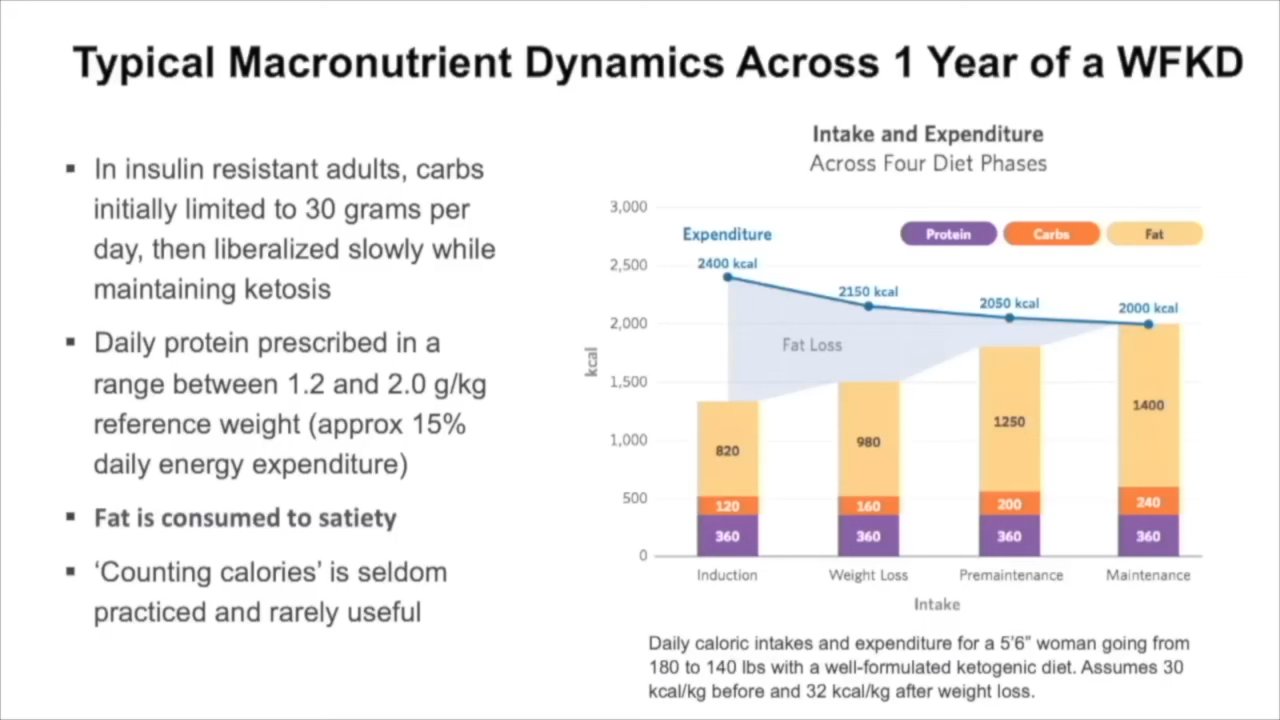 Typical Macronutrient Dynamics Across 1 Year of a WFKD
▪ In insulin resistant adults, carbs
initially limited to 30 grams per
day, then liberalized slowly while
maintaining ketosis
▪ Daily protein prescribed in a
range between 1.2 and 2.0 g/kg
reference weight (approx 15%
daily energy expenditure)
▪ Fat is consumed to satiety
▪ ‘Counting calories’ is seldom
practiced and rarely useful
Intake and Expenditure
Across Four Diet Phases
3,000
Expenditure
Protein Carbs Fat
2400 kcal
2,500
2150 kcal
2050 kcal
2000 kcal
2,000
Fat Loss
kcal
1,500
1,000
500
0
820 980 1250 1400
120 160 200 240
360 360 360 360
Induction Weight Loss Premaintenance Maintenance
Intake
Daily caloric intakes and expenditure for a 5’6” woman going from
180 to 140 lbs with a well-formulated ketogenic diet. Assumes 30
kcal/kg before and 32 kcal/kg after weight loss.